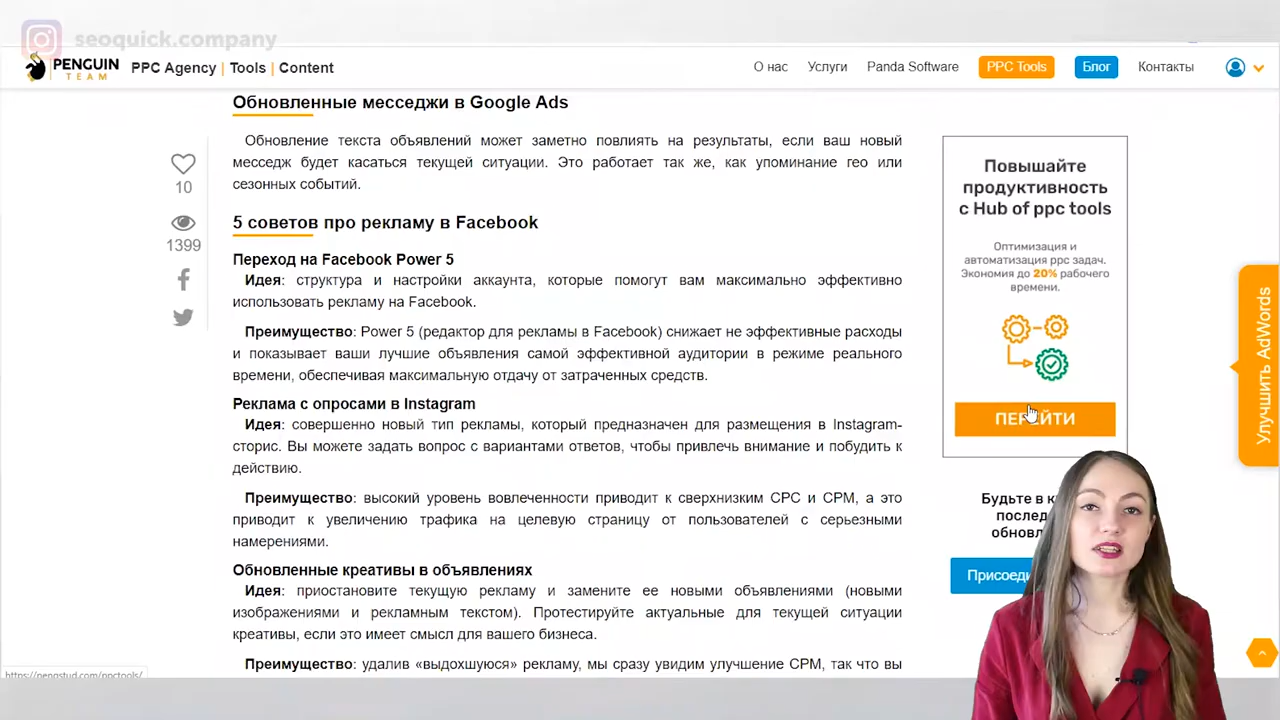 seoquick.company
PENGUIN
TEAM
PPC Agency | Tools | Content
О нас
Услуги
Panda Software
PPC Tools
Блог
Контакты
Обновленные месседжи в Google Ads
Обновление текста объявлений может заметно повлиять на результаты, если ваш новый
месседж будет касаться текущей ситуации. Это работает так же, как упоминание гео или
сезонных событий.
10
1399
5 советов про рекламу в Facebook
Переход на Facebook Power 5
Идея: структура и настройки аккаунта, которые помогут вам максимально эффективно
использовать рекламу на Facebook.
Преимущество: Power 5 (редактор для рекламы в Facebook) снижает не эффективные расходы
и показывает ваши лучшие объявления самой эффективной аудитории в режиме реального
времени, обеспечивая максимальную отдачу от затраченных средств.
Реклама с опросами в Instagram
Идея: совершенно новый тип рекламы, который предназначен для размещения в Instagram-
сторис. Вы можете задать вопрос с вариантами ответов, чтобы привлечь внимание и побудить к
действию.
Преимущество: высокий уровень вовлеченности приводит к сверхнизким CPC и CPM, а это
приводит к увеличению трафика на целевую страницу от пользователей с серьезными
намерениями.
Обновленные креативы в объявлениях
Идея: приостановите текущую рекламу и замените ее новыми объявлениями (новыми
изображениями и рекламным текстом). Протестируйте актуальные для текущей ситуации
креативы, если это имеет смысл для вашего бизнеса.
Преимущество: удалив «выдохшуюся» рекламу, мы сразу увидим улучшение CPM, так что вы
Повышайте
продуктивность
с Hub of ppc tools
Оптимизация и
автоматизация ppc задач.
Экономия до 20% рабочего
времени.
ПЕРЕЙТИ
Будьте в к
послед
обновл
Присоеди
Улучшить AdWords
https://pengstud.com/ppctools/